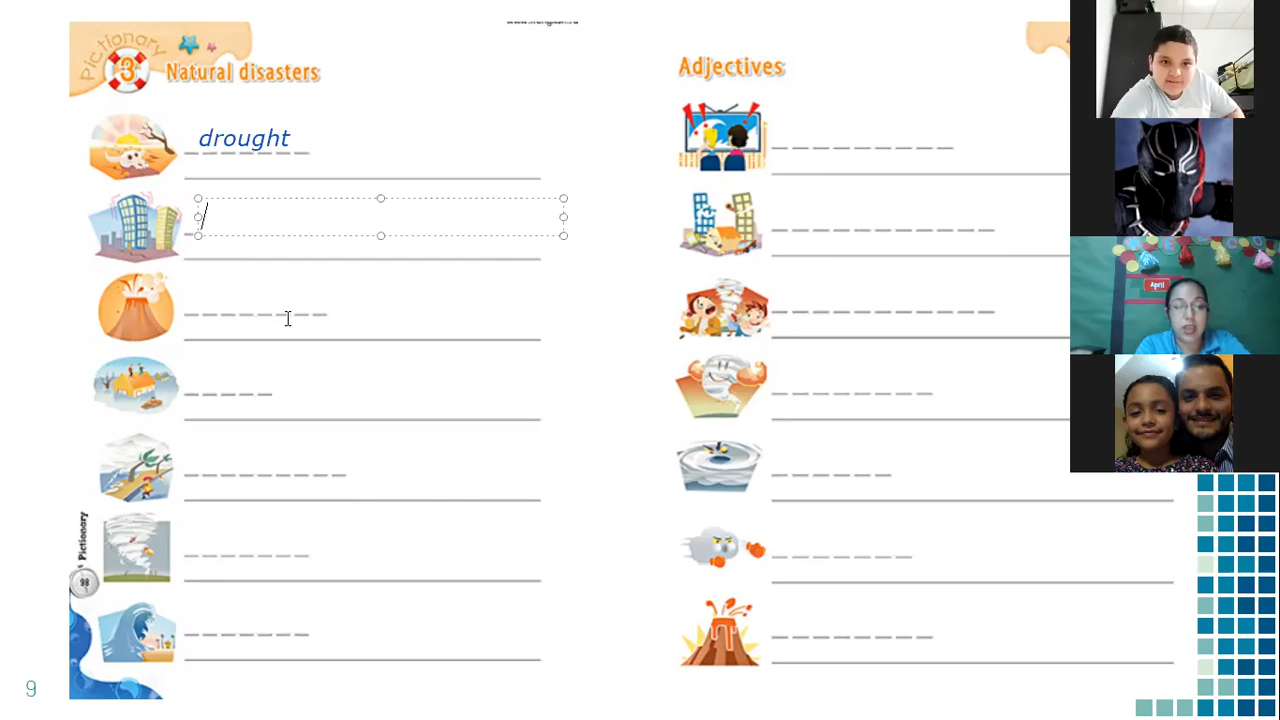 Pictionary
3 Natural disasters
drought
Pictionary
98
9
Adjectives
April